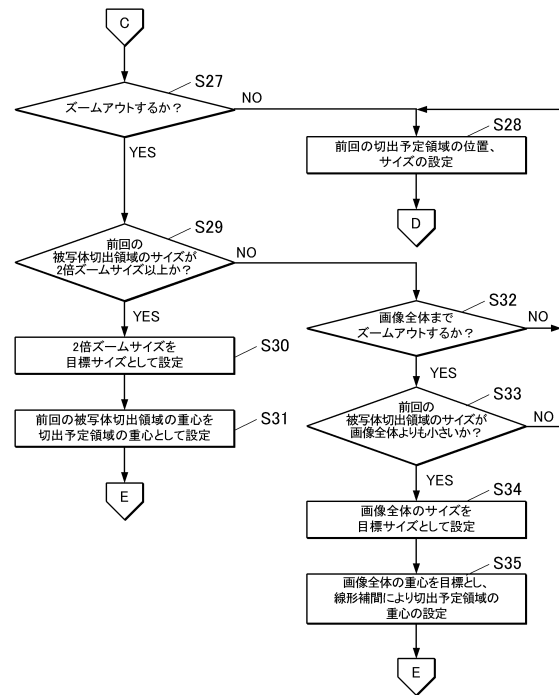 C
S27
ズームアウトするか?
NO
YES
S28
前回の切出予定領域の位置、
サイズの設定
D
S29
前回の
被写体切出領域のサイズが
2倍ズームサイズ以上か?
NO
YES
S30
2倍ズームサイズを
目標サイズとして設定
S31
前回の被写体切出領域の重心を
切出予定領域の重心として設定
E
S32
画像全体まで
ズームアウトするか?
NO
YES
S33
前回の
被写体切出領域のサイズが
画像全体よりも小さいか?
NO
YES
S34
画像全体のサイズを
目標サイズとして設定
S35
画像全体の重心を目標とし、
線形補間により切出予定領域の
重心の設定
E